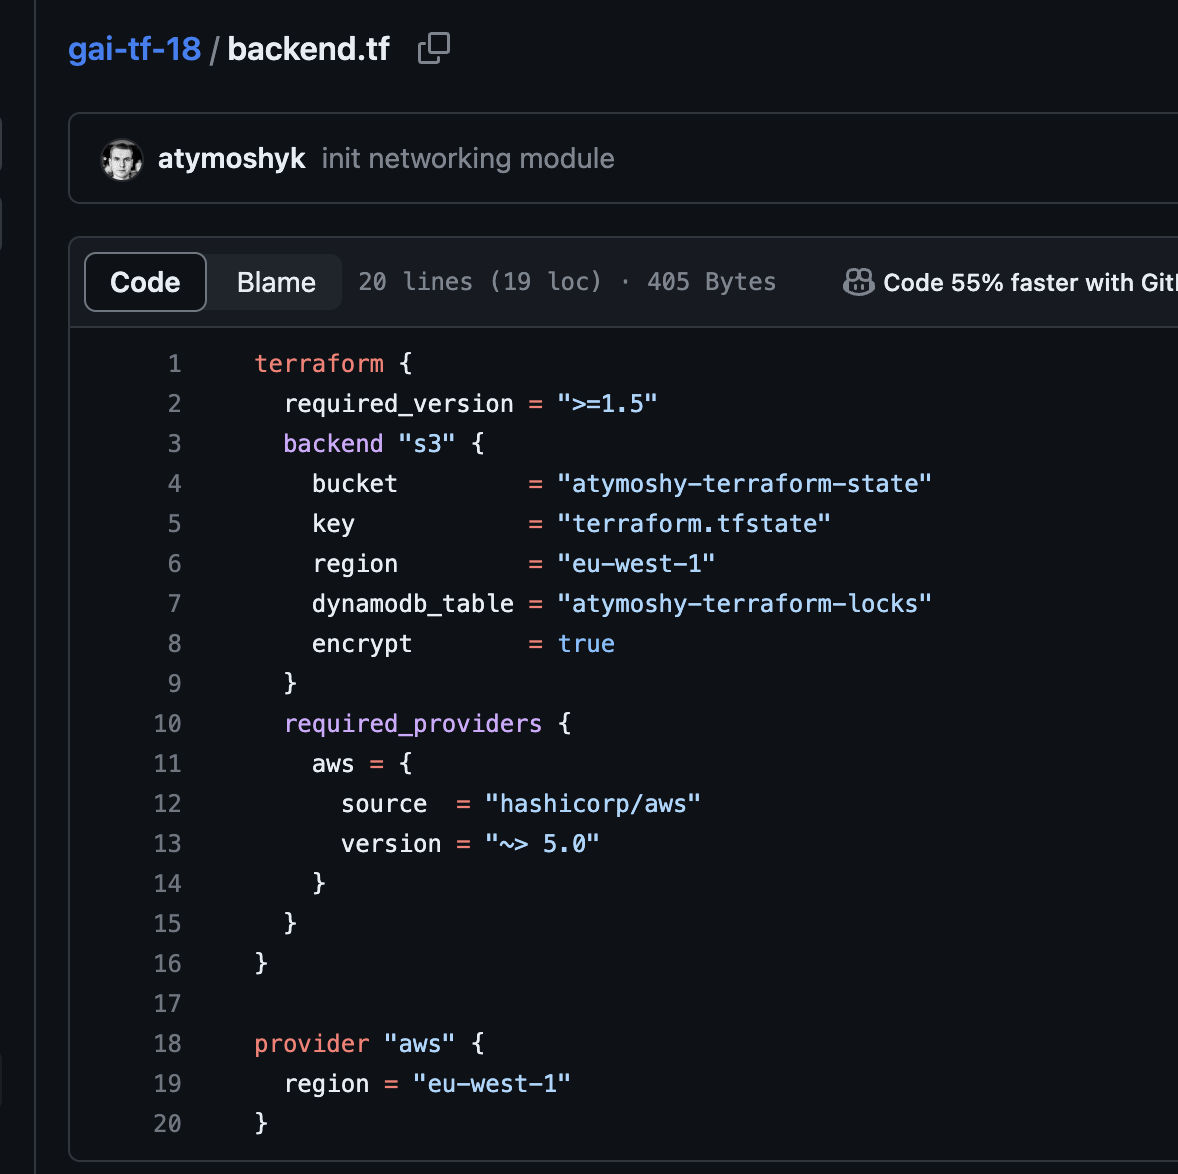 gai-tf-18 / backend.tf
atymoshyk init networking module
Code Blame 20 lines (19 loc) · 405 Bytes Code 55% faster with
1 terraform {
2   required_version = ">=1.5"
3   backend "s3" {
4     bucket         = "atymoshy-terraform-state"
5     key            = "terraform.tfstate"
6     region         = "eu-west-1"
7     dynamodb_table = "atymoshy-terraform-locks"
8     encrypt        = true
9   }
10   required_providers {
11     aws = {
12       source  = "hashicorp/aws"
13       version = "~> 5.0"
14     }
15   }
16 }
17
18 provider "aws" {
19   region = "eu-west-1"
20 }